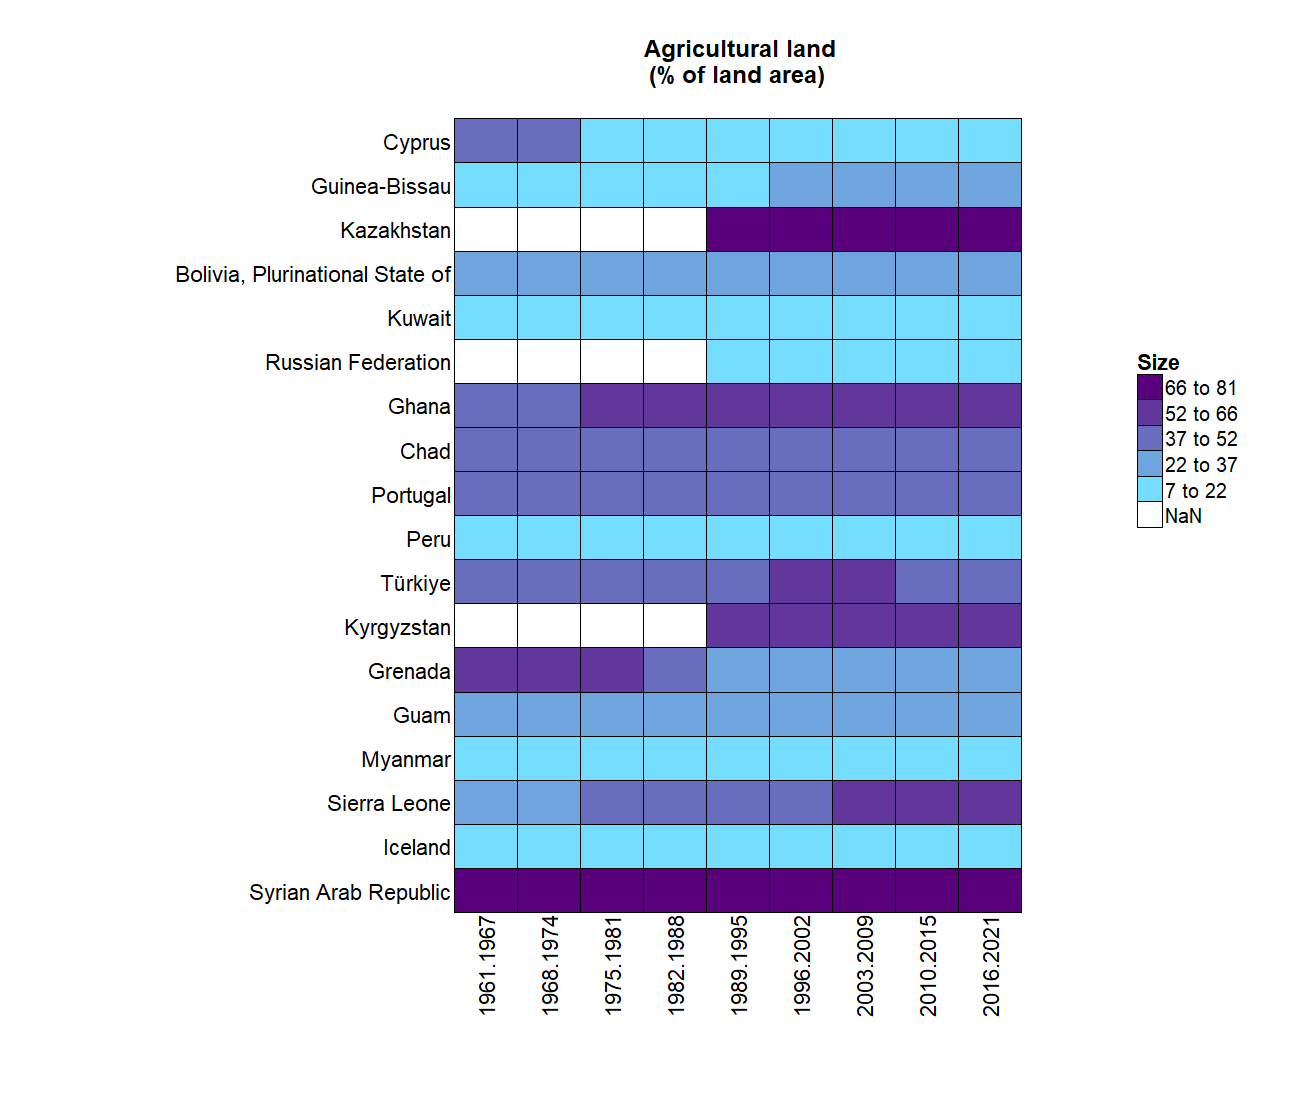 Agricultural land
(% of land area)
Cyprus
Guinea-Bissau
Kazakhstan
Bolivia, Plurinational State of
Kuwait
Russian Federation
Ghana
Chad
Portugal
Peru
Türkiye
Kyrgyzstan
Grenada
Guam
Myanmar
Sierra Leone
Iceland
Syrian Arab Republic
1961.1967
1968.1974
1975.1981
1982.1988
1989.1995
1996.2002
2003.2009
2010.2015
2016.2021
Size
66 to 81
52 to 66
37 to 52
22 to 37
7 to 22
NaN